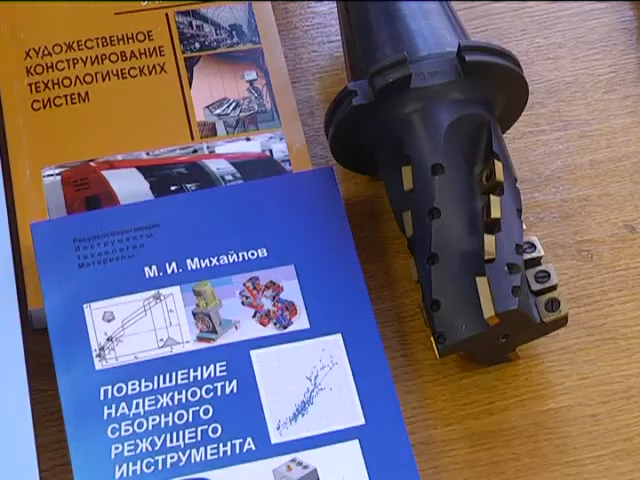 ХУДОЖЕСТВЕННОЕ
КОНСТРУИРОВАНИЕ
ТЕХНОЛОГИЧЕСКИХ
СИСТЕМ
Ресурсосберегающие
Инструменты
Технологии
Материалы
М. И. Михайлов
ПОВЫШЕНИЕ
НАДЕЖНОСТИ
СБОРНОГО
РЕЖУЩЕГО
ИНСТРУМЕНТА